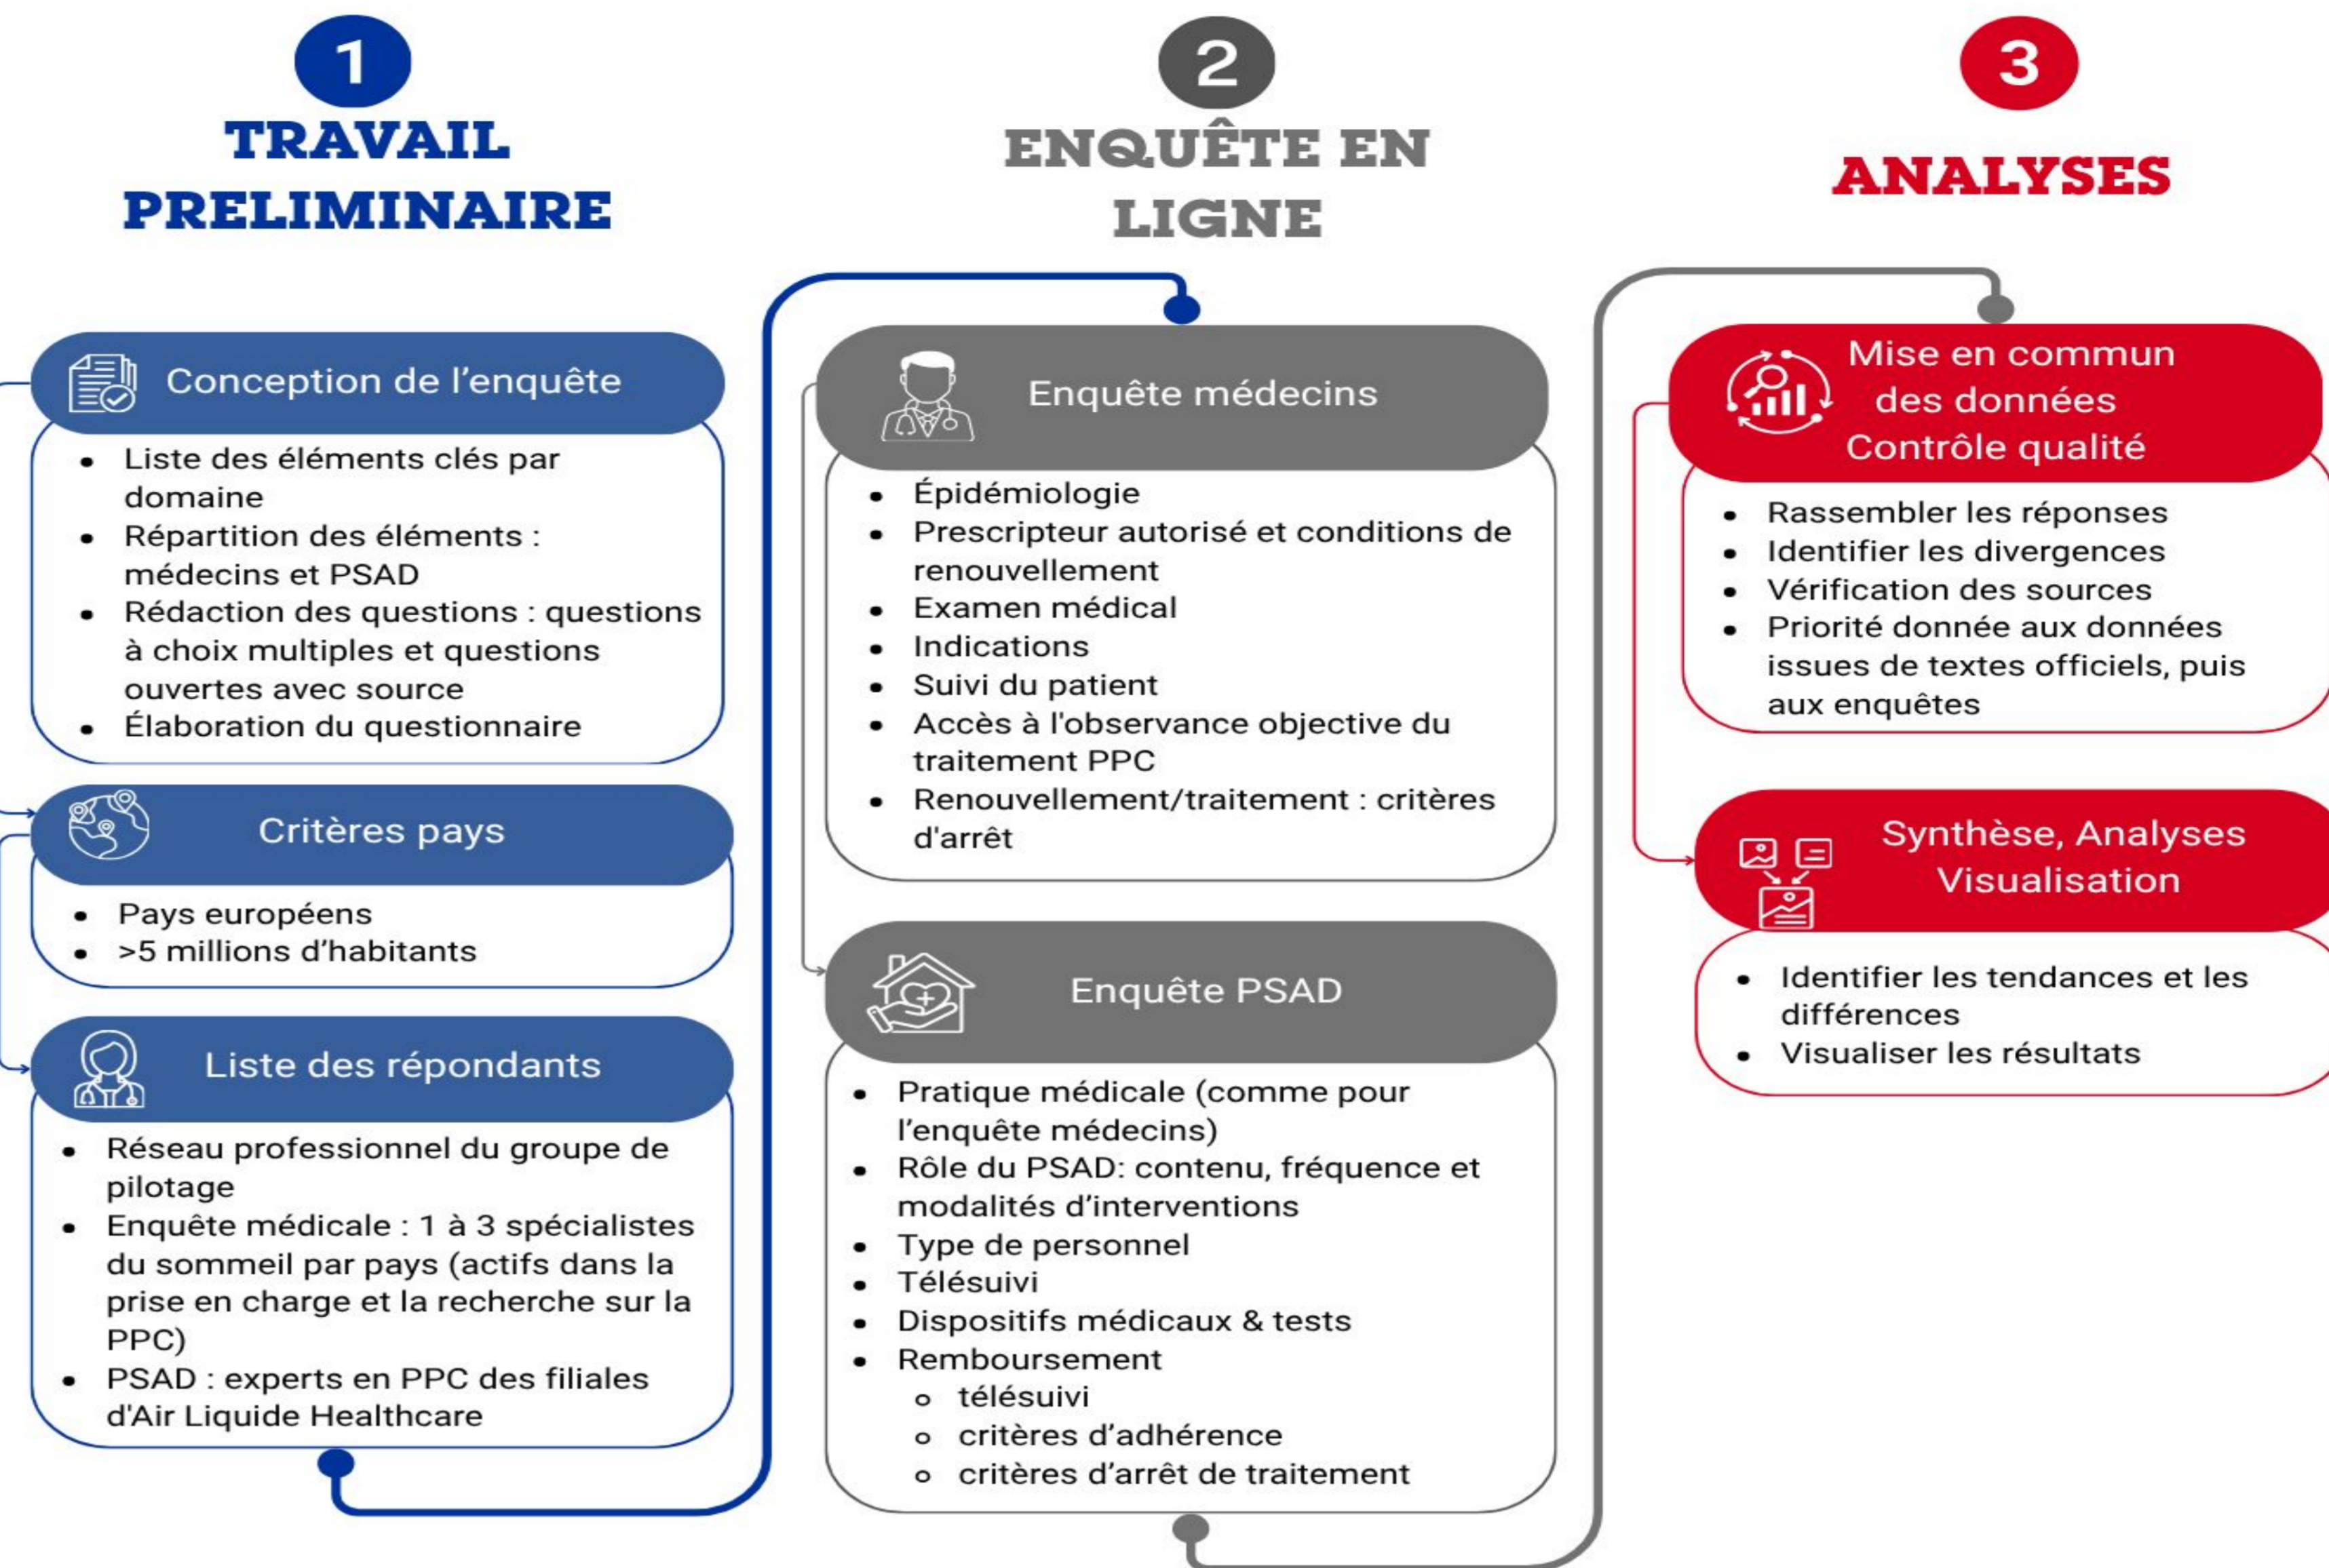 1
TRAVAIL
PRELIMINAIRE
Conception de l'enquête
• Liste des éléments clés par
domaine
• Répartition des éléments :
médecins et PSAD
• Rédaction des questions : questions
à choix multiples et questions
ouvertes avec source
• Élaboration du questionnaire
Critères pays
• Pays européens
• >5 millions d’habitants
Liste des répondants
• Réseau professionnel du groupe de
pilotage
• Enquête médicale : 1 à 3 spécialistes
du sommeil par pays (actifs dans la
prise en charge et la recherche sur la
PPC)
• PSAD : experts en PPC des filiales
d'Air Liquide Healthcare
2
ENQUÊTE EN
LIGNE
Enquête médecins
• Épidémiologie
• Prescripteur autorisé et conditions de
renouvellement
• Examen médical
• Indications
• Suivi du patient
• Accès à l'observance objective du
traitement PPC
• Renouvellement/traitement : critères
d'arrêt
Enquête PSAD
• Pratique médicale (comme pour
l’enquête médecins)
• Rôle du PSAD: contenu, fréquence et
modalités d’interventions
• Type de personnel
• Télésuivi
• Dispositifs médicaux & tests
• Remboursement
o télésuivi
o critères d’adhérence
o critères d’arrêt de traitement
3
ANALYSES
Mise en commun
des données
Contrôle qualité
• Rassembler les réponses
• Identifier les divergences
• Vérification des sources
• Priorité donnée aux données
issues de textes officiels, puis
aux enquêtes
Synthèse, Analyses
Visualisation
• Identifier les tendances et les
différences
• Visualiser les résultats